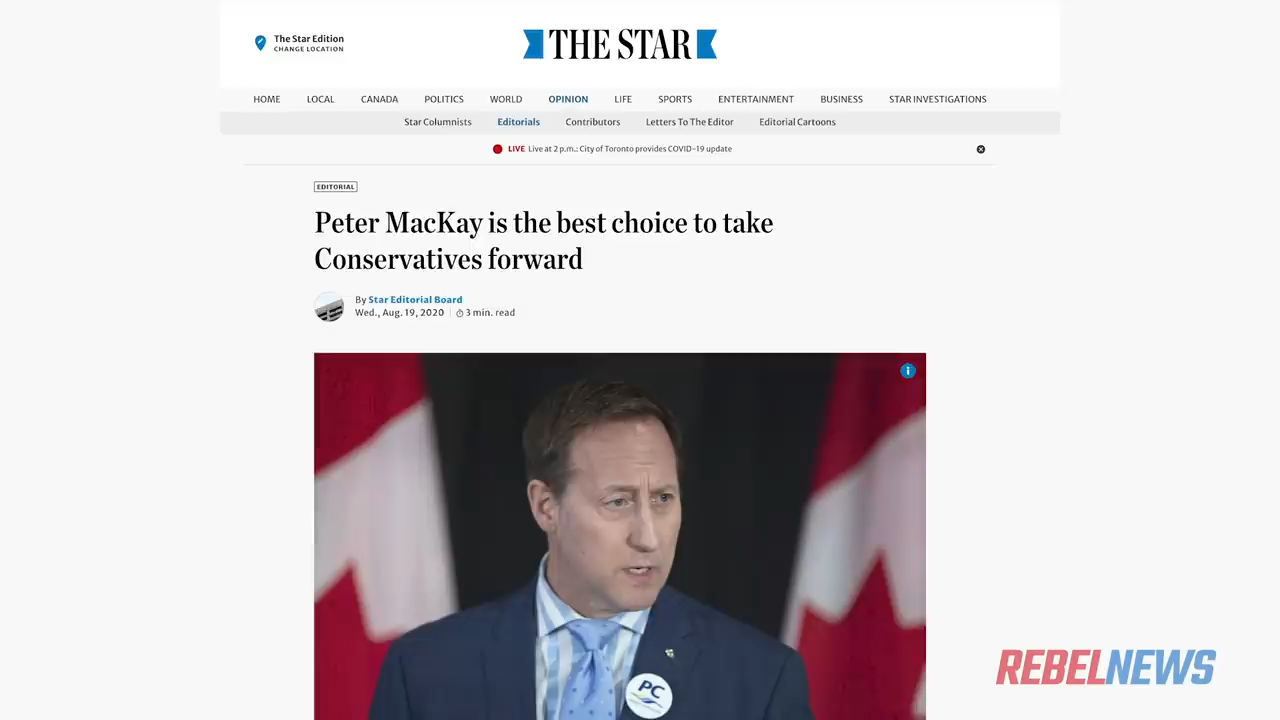 The Star Edition
CHANGE LOCATION
THE STAR
HOME LOCAL CANADA POLITICS WORLD OPINION LIFE SPORTS ENTERTAINMENT BUSINESS STAR INVESTIGATIONS
Star Columnists Editorials Contributors Letters To The Editor Editorial Cartoons
LIVE Live at 2 p.m.: City of Toronto provides COVID-19 update
EDITORIAL
Peter MacKay is the best choice to take
Conservatives forward
By Star Editorial Board
Wed., Aug. 19, 2020 3 min. read
i
PC
REBELNEWS